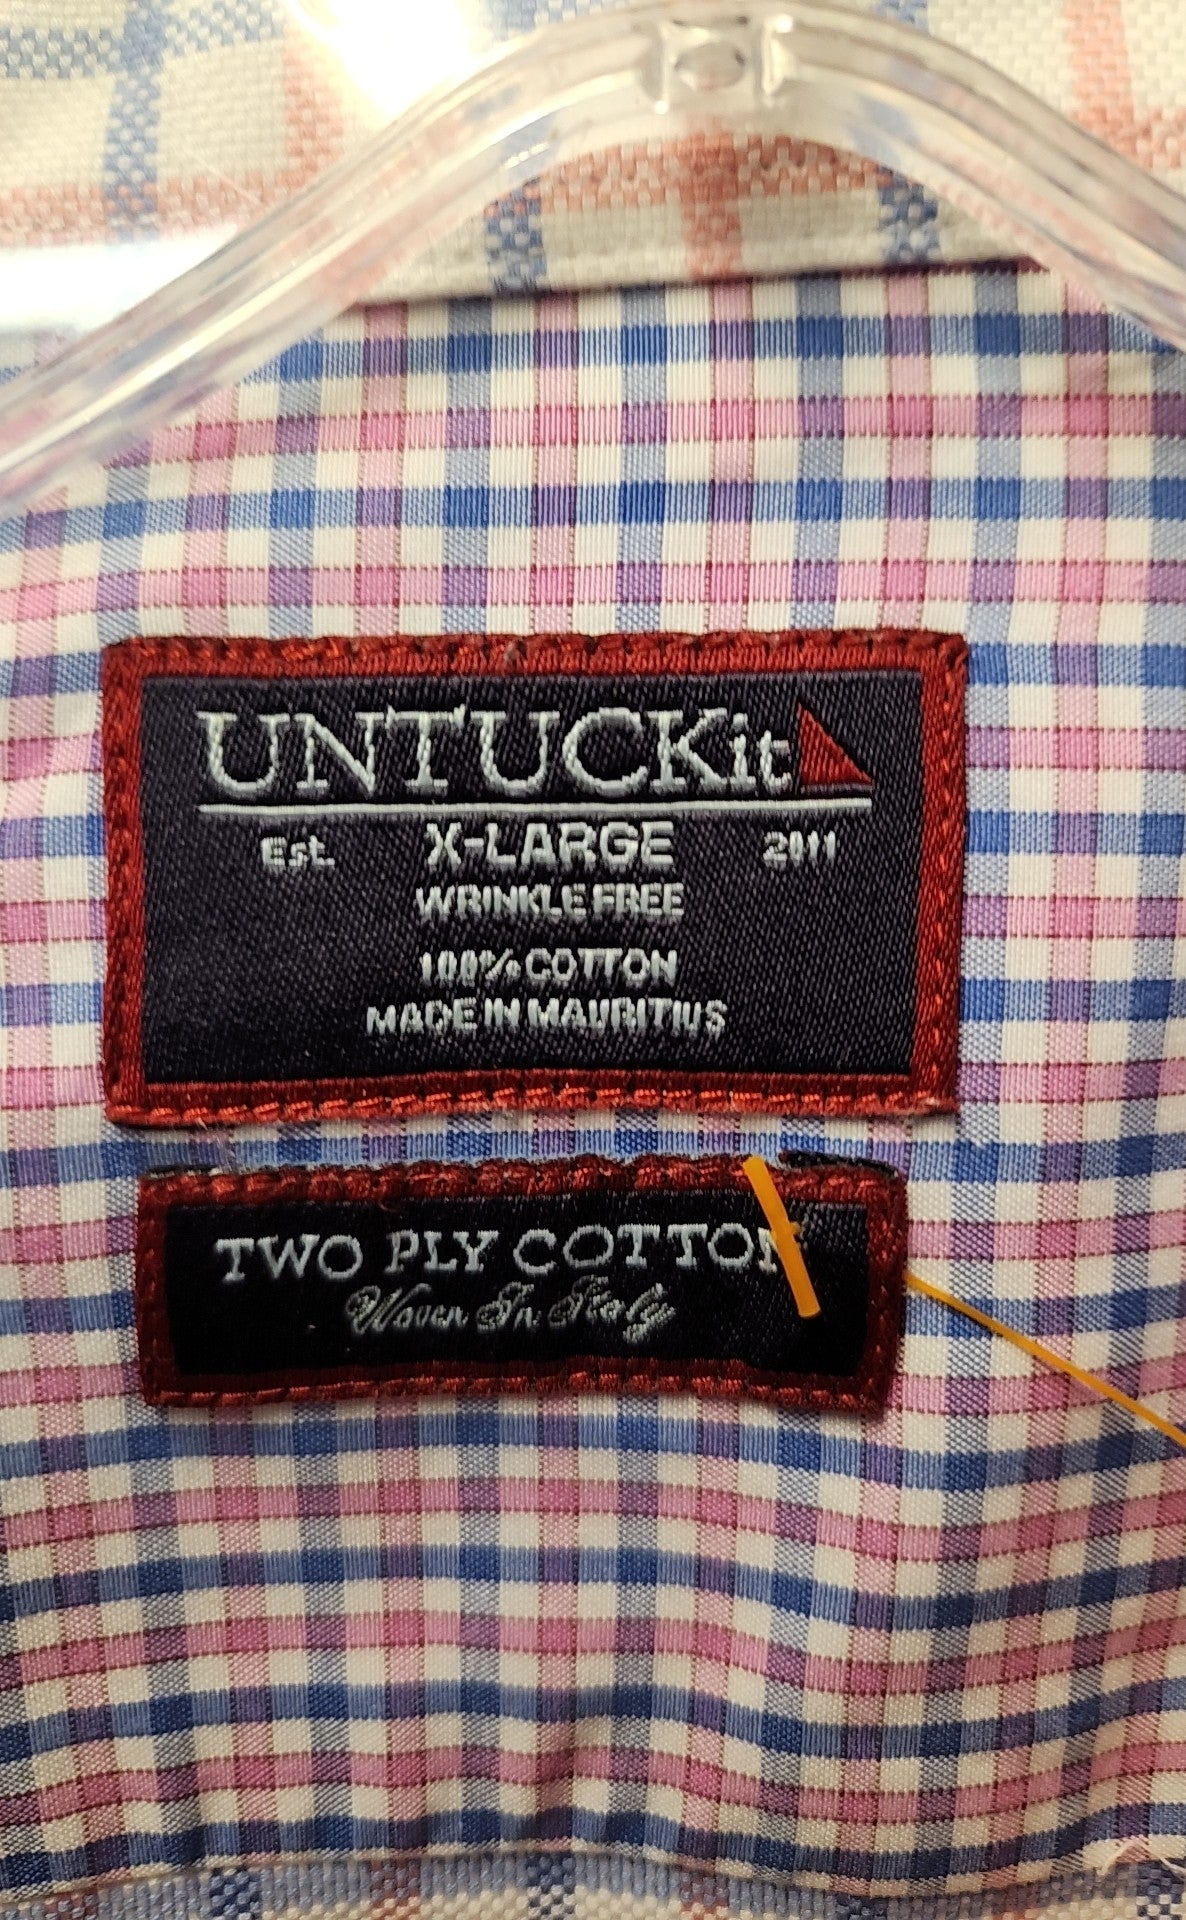 UNTUCKit
Est. X-LARGE 2011
WRINKLE FREE
100% COTTON
MADE IN MAURITIUS
TWO PLY COTTON
Woven In Italy